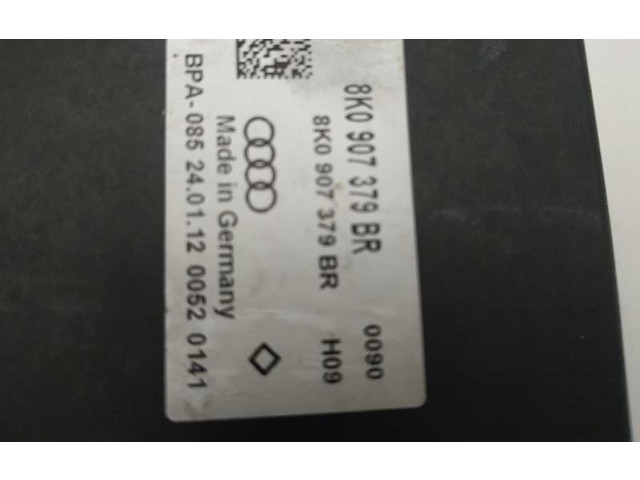 8K0 907 379 BR 0090
8K0 907 379 BR H09
Made in Germany
BPA-085 24.01.12 0052 0141